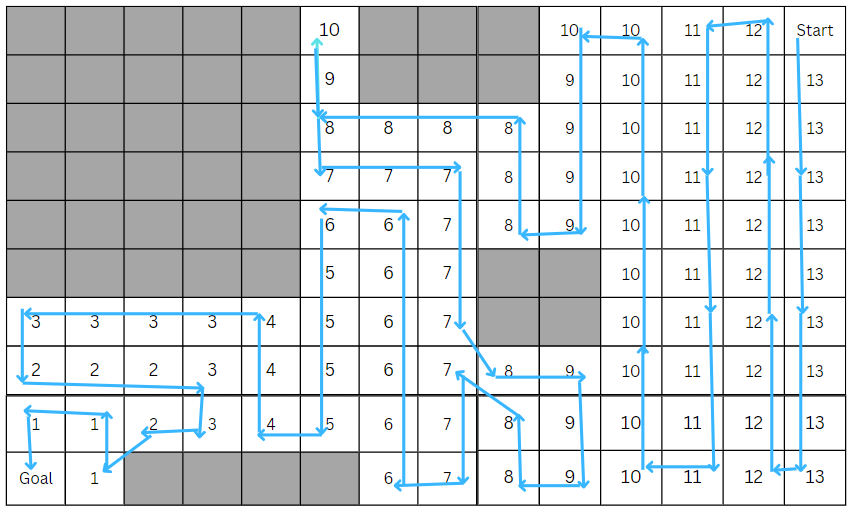 10 10 10 11 12 Start
9 9 10 11 12 13
8 8 8 8 9 10 11 12 13
7 7 7 8 9 10 11 12 13
6 6 7 8 9 10 11 12 13
5 6 7 10 11 12 13
3 3 3 3 4 5 6 7 10 11 12 13
2 2 2 3 4 5 6 7 8 9 10 11 12 13
1 1 2 3 4 5 6 7 8 9 10 11 12 13
Goal 1 6 7 8 9 10 11 12 13